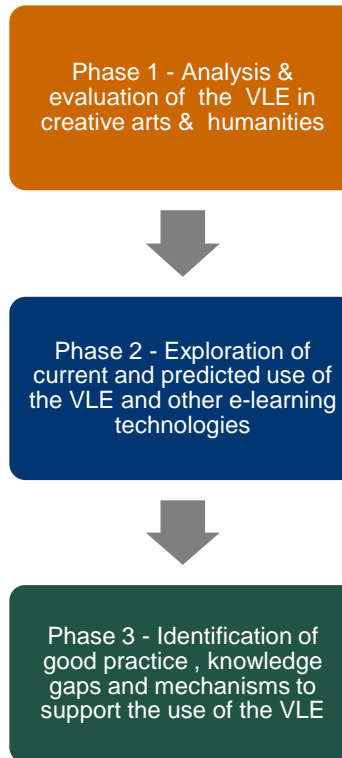 Phase 1 - Analysis &
evaluation of the VLE in
creative arts & humanities
Phase 2 - Exploration of
current and predicted use of
the VLE and other e-learning
technologies
Phase 3 - Identification of
good practice , knowledge
gaps and mechanisms to
support the use of the VLE